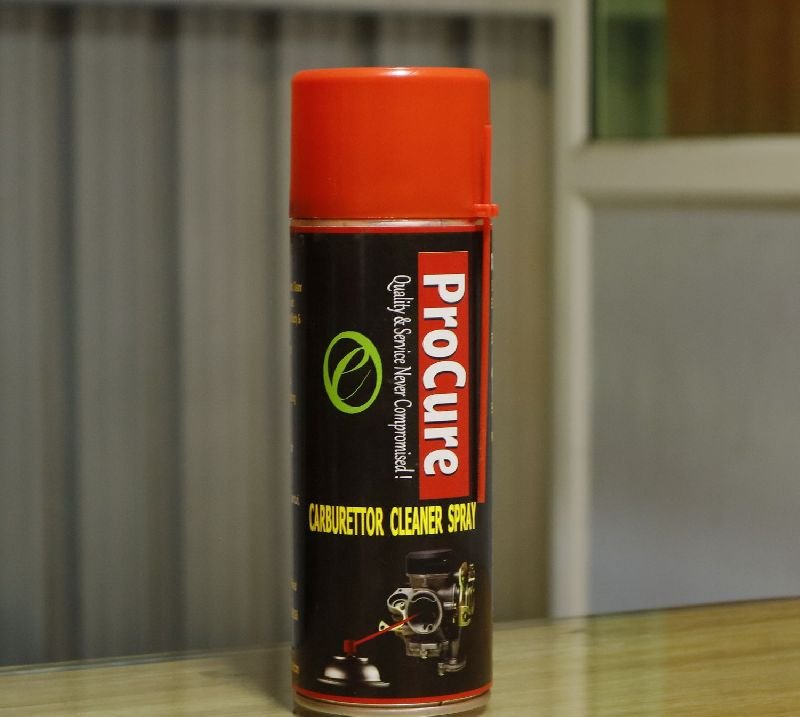 ProCure
Quality & Service Never Compromised!
CARBURETTOR CLEANER SPRAY